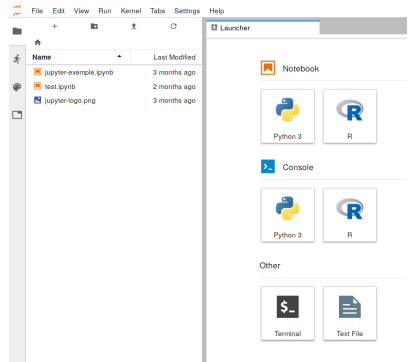 File Edit View Run Kernel Tabs Settings Help
Launcher
Name Last Modified
jupyter-exemple.ipynb 3 months ago
test.ipynb 2 months ago
jupyter-logo.png 3 months ago
Notebook
Python 3 R
Console
Python 3 R
Other
$_
Terminal Text File